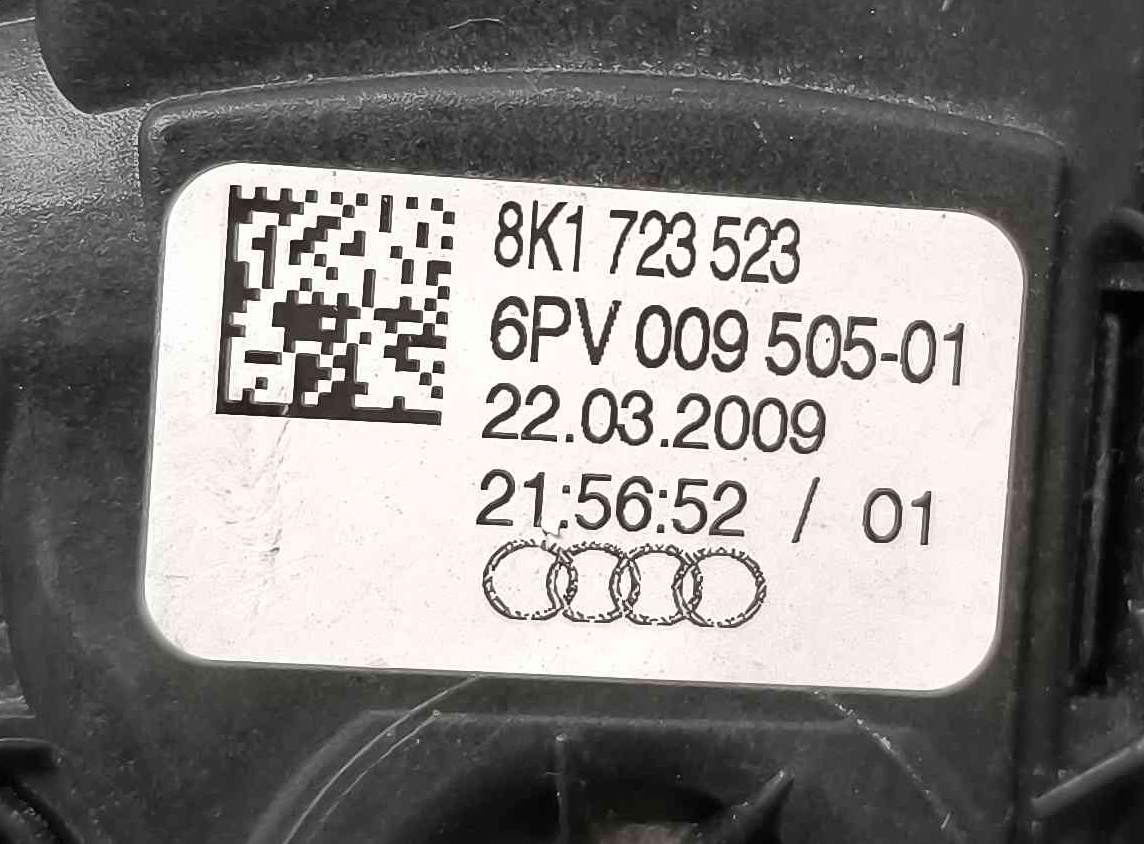 8K1 723 523
6PV 009 505-01
22.03.2009
21:56:52 / 01